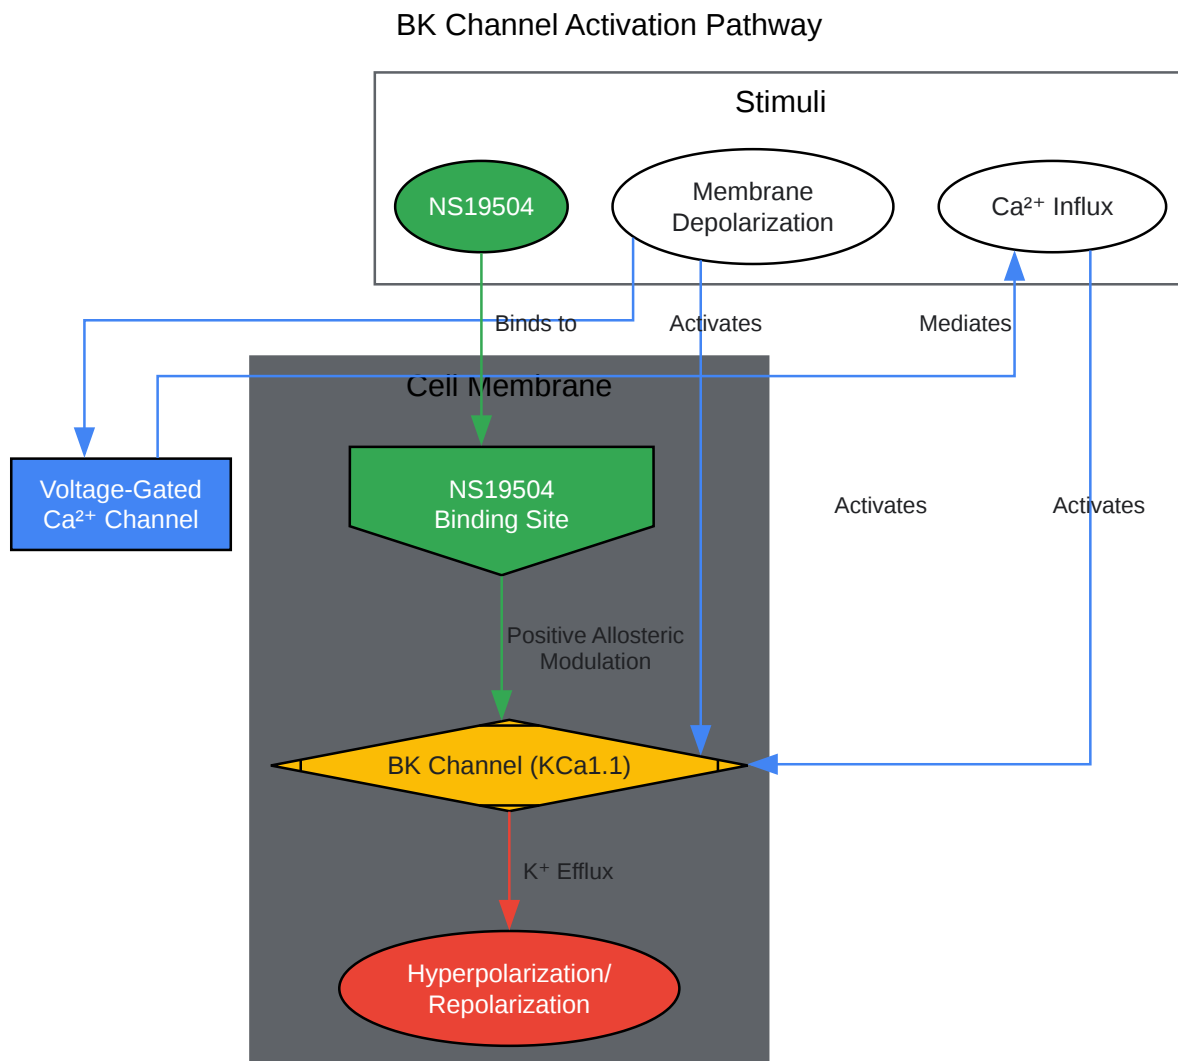 BK Channel Activation Pathway
Stimuli
NS19504
Membrane
Depolarization
Ca²⁺ Influx
Binds to
Activates
Mediates
Cell Membrane
Voltage-Gated
Ca²⁺ Channel
NS19504
Binding Site
Activates
Activates
Positive Allosteric
Modulation
BK Channel (KCa1.1)
K⁺ Efflux
Hyperpolarization/
Repolarization